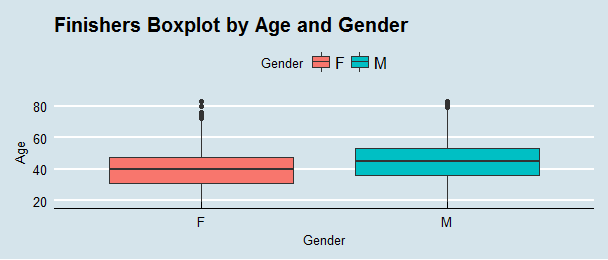 Finishers Boxplot by Age and Gender
Gender F M
80
60
40
20
Age
F M
Gender